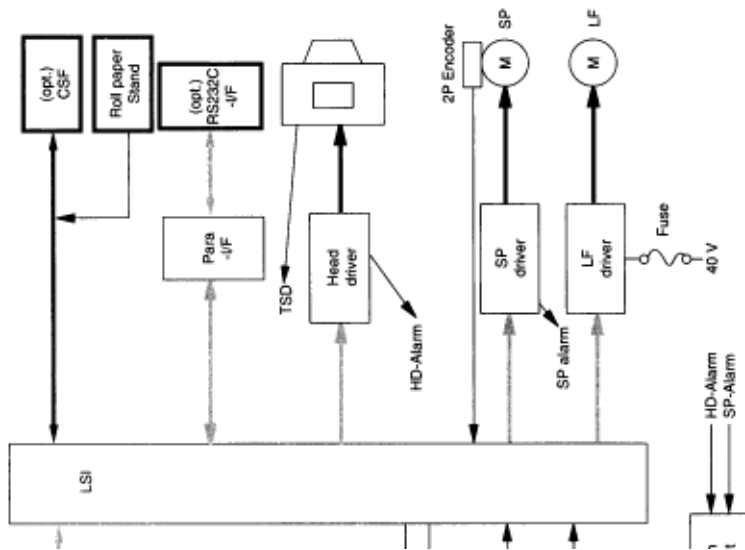 (opt.)
CSF
Roll paper
Stand
(opt.)
RS232C
-I/F
2P Encoder
SP
M
LF
M
Para
-I/F
TSD
Head
driver
HD-Alarm
SP
driver
SP alarm
LF
driver
Fuse
40 V
LSI
HD-Alarm
SP-Alarm